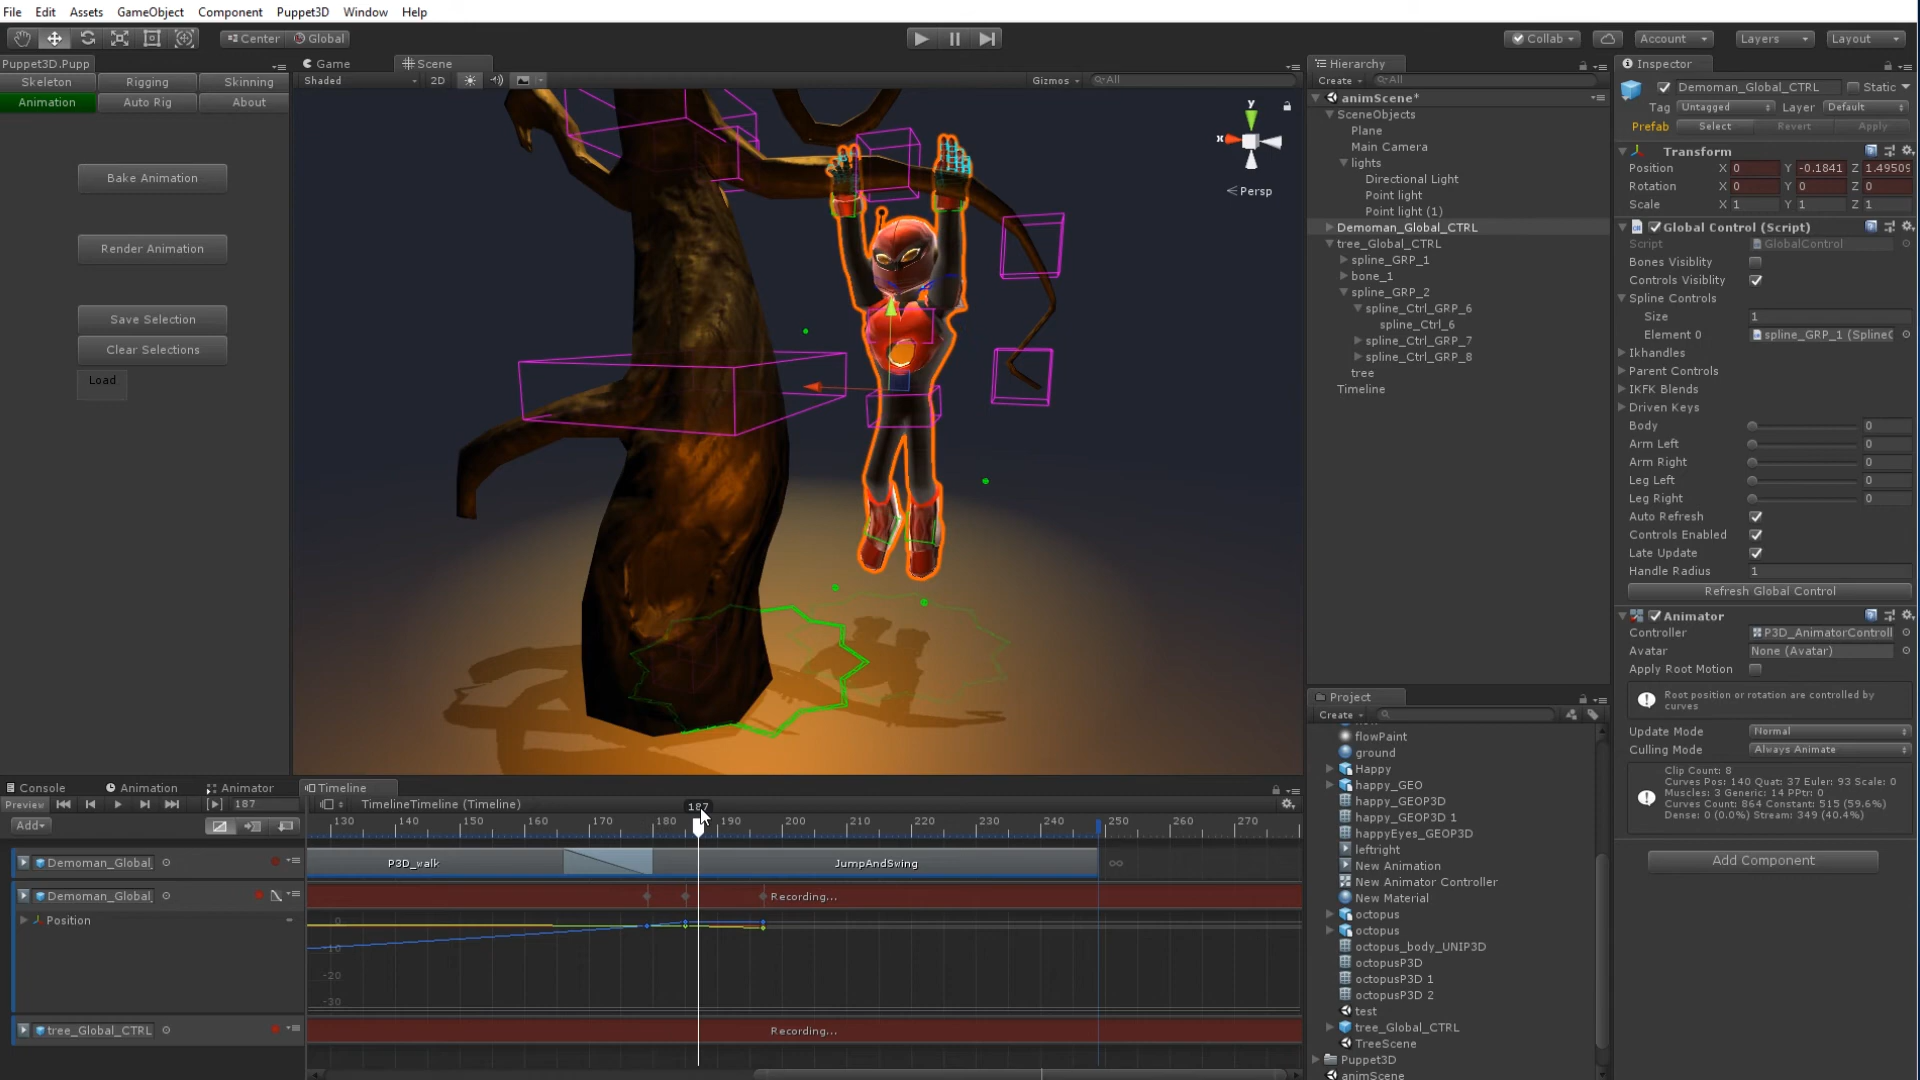 File Edit Assets GameObject Component Puppet3D Window Help
Center Global
Collab Account Layers Layout
Puppet3D.Pupp
Skeleton Rigging Skinning
Animation Auto Rig About
Bake Animation
Render Animation
Save Selection
Clear Selections
Load
Game Scene
Shaded 2D Gizmos All
y
x
Persp
Hierarchy
Create All
animScene*
SceneObjects
Plane
Main Camera
lights
Directional Light
Point light
Point light (1)
Demoman_Global_CTRL
tree_Global_CTRL
spline_GRP_1
bone_1
spline_GRP_2
spline_Ctrl_GRP_6
spline_Ctrl_6
spline_Ctrl_GRP_7
spline_Ctrl_GRP_8
tree
Timeline
Project
Create
flowPaint
ground
Happy
happy_GEO
happy_GEOP3D
happy_GEOP3D 1
happyEyes_GEOP3D
leftright
New Animation
New Animator Controller
New Material
octopus
octopus
octopus_body_UNIP3D
octopusP3D
octopusP3D 1
octopusP3D 2
test
tree_Global_CTRL
TreeScene
Puppet3D
animScene
Inspector
Demoman_Global_CTRL Static
Tag Untagged Layer Default
Prefab Select Revert Apply
Transform
Position X 0 Y -0.1841 Z 1.49509
Rotation X 0 Y 0 Z 0
Scale X 1 Y 1 Z 1
Global Control (Script)
Script GlobalControl
Bones Visiblity
Controls Visiblity
Spline Controls
Size 1
Element 0 spline_GRP_1 (SplineC
Ikhandles
Parent Controls
IKFK Blends
Driven Keys
Body 0
Arm Left 0
Arm Right 0
Leg Left 0
Leg Right 0
Auto Refresh
Controls Enabled
Late Update
Handle Radius 1
Refresh Global Control
Animator
Controller P3D_AnimatorControll
Avatar None (Avatar)
Apply Root Motion
Root position or rotation are controlled by
curves
Update Mode Normal
Culling Mode Always Animate
Clip Count: 8
Curves Pos: 140 Quat: 37 Euler: 93 Scale: 0
Muscles: 3 Generic: 14 PPtr: 0
Curves Count: 864 Constant: 515 (59.6%)
Dense: 0 (0.0%) Stream: 349 (40.4%)
Add Component
Console Animation Animator Timeline
Preview 187 TimelineTimeline (Timeline)
187
Add
130 140 150 160 170 180 190 200 210 220 230 240 250 260 270
Demoman_Global_ P3D_walk JumpAndSwing
Demoman_Global_ Recording...
Position
0
-10
-20
-30
tree_Global_CTRL Recording...